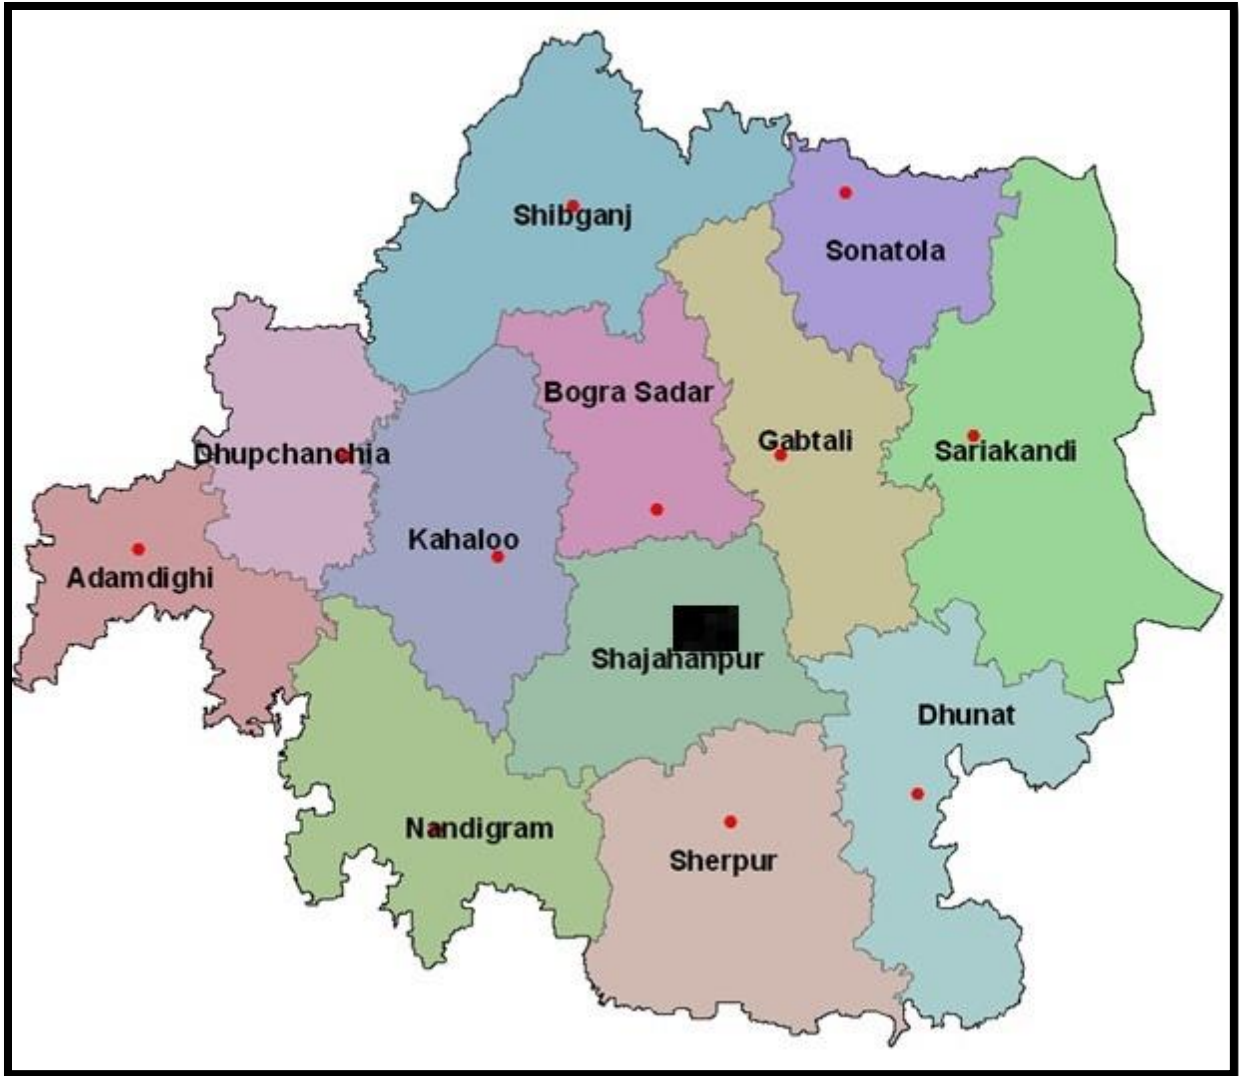 Shibganj
Sonatola
Bogra Sadar
Gabtali
Sariakandi
Dhupchanchia
Kahaloo
Adamdighi
Shajahanpur
Dhunat
Nandigram
Sherpur